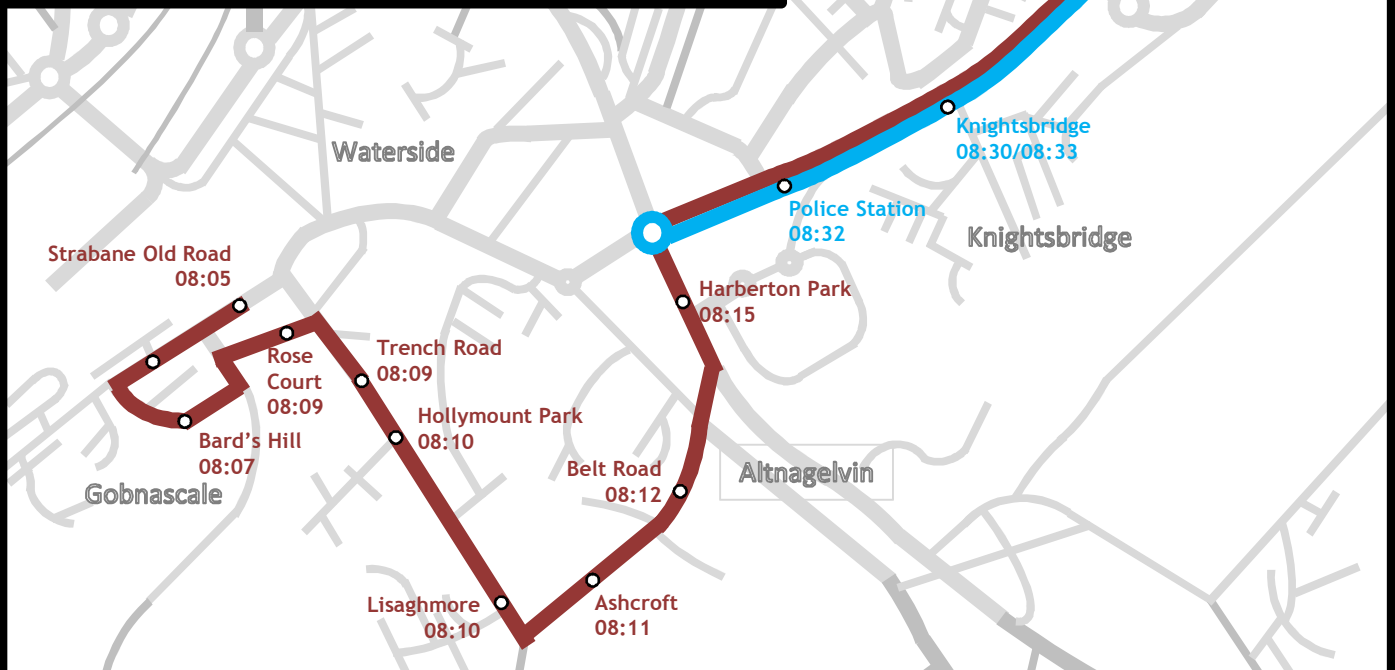 Waterside
Knightsbridge
08:30/08:33
Police Station
08:32
Knightsbridge
Strabane Old Road
08:05
Harberton Park
08:15
Rose
Court
08:09
Trench Road
08:09
Hollymount Park
08:10
Bard's Hill
08:07
Gobnascale
Belt Road
08:12
Altnagelvin
Lisaghmore
08:10
Ashcroft
08:11